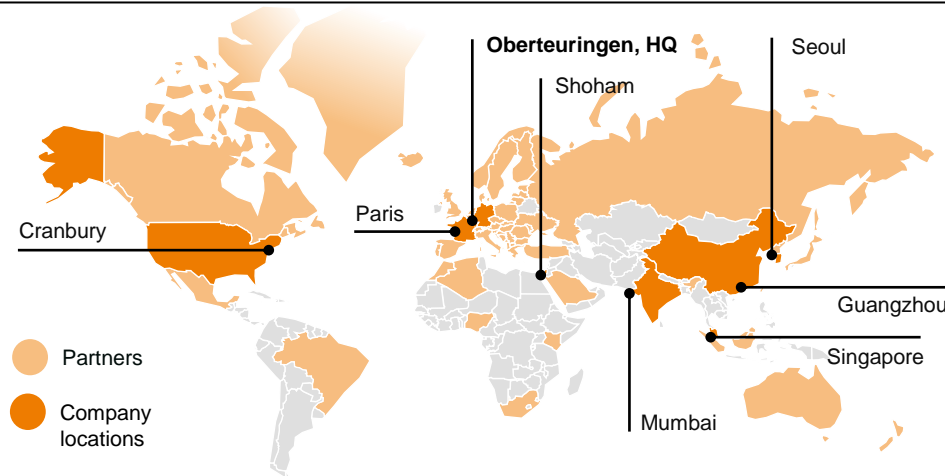 Oberteuringen, HQ
Seoul
Shoham
Paris
Cranbury
Guangzhou
Partners
Singapore
Company
locations
Mumbai